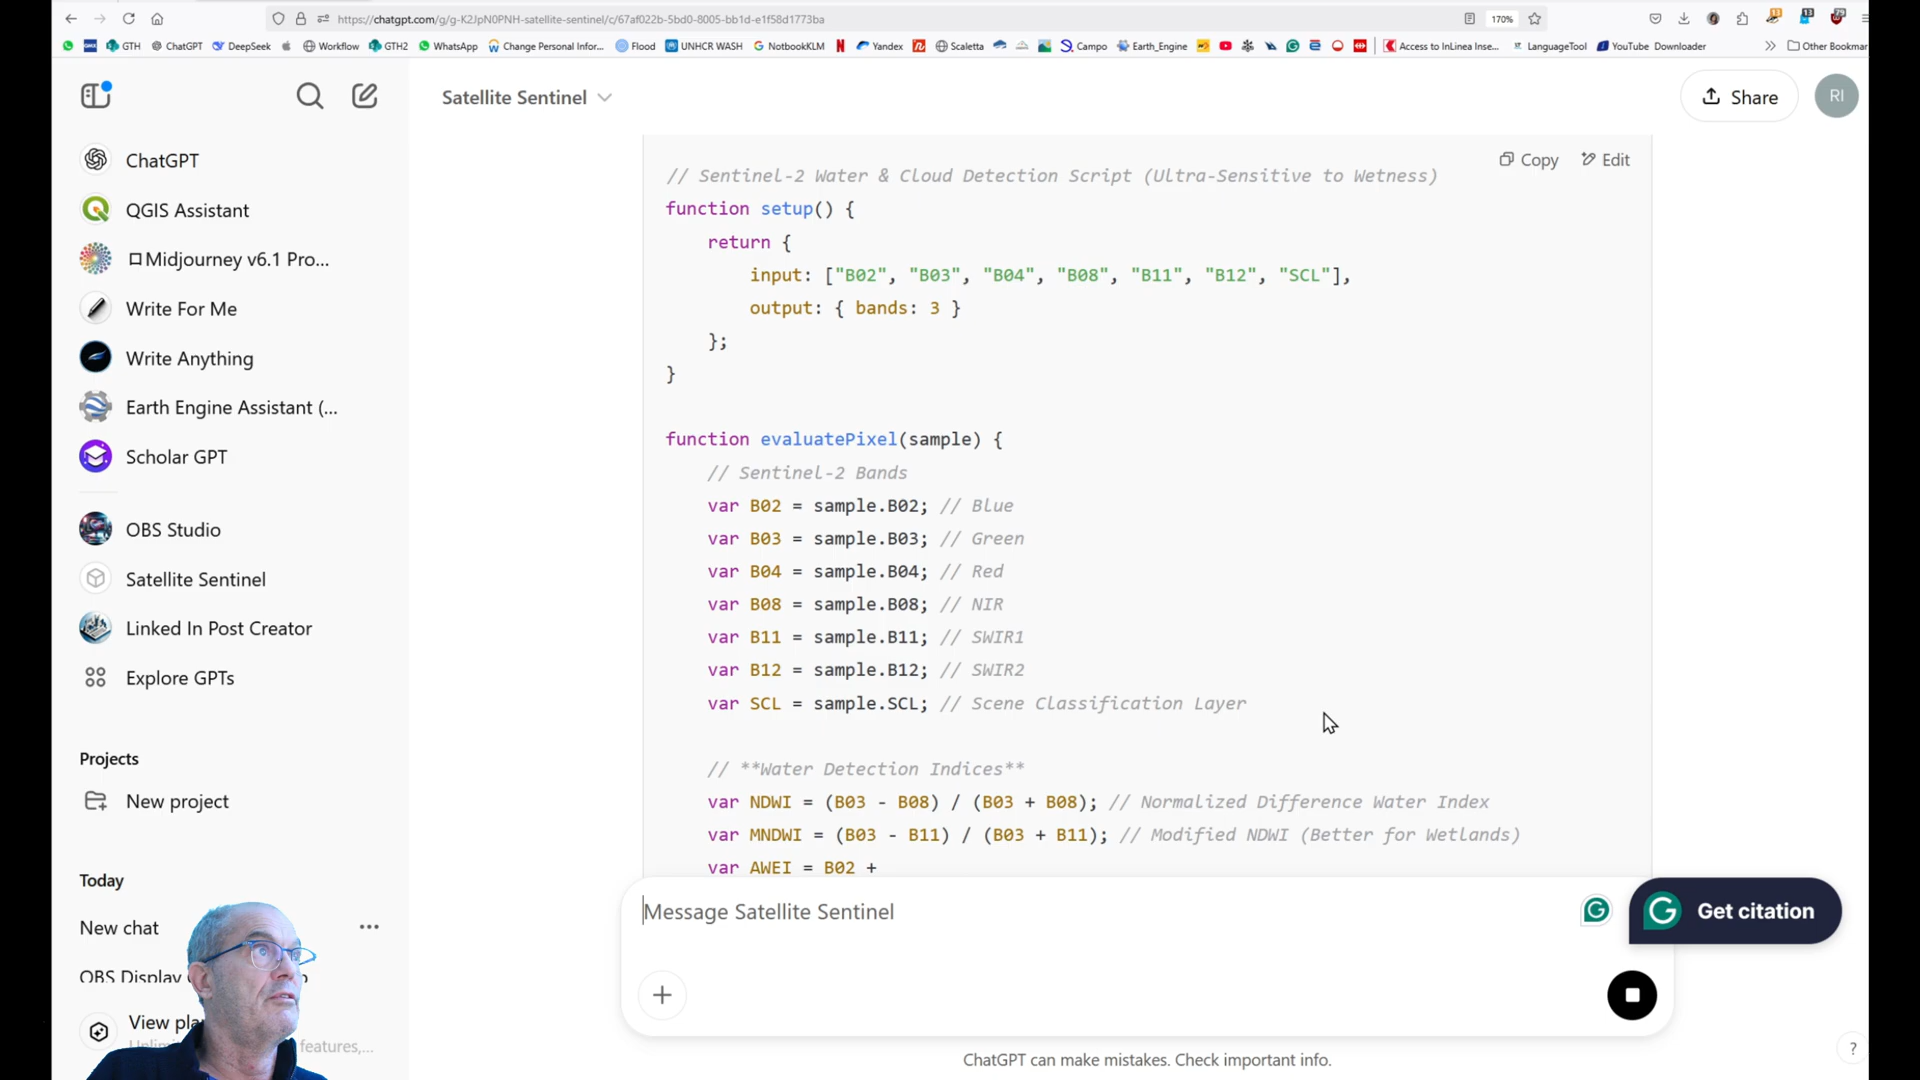 https://chatgpt.com/g/g-K2JpN0PNH-satellite-sentinel/c/67af022b-5bd0-8005-bb1d-e1f58d1773ba
170%
GTH
ChatGPT
DeepSeek
Workflow
GTH2
WhatsApp
Change Personal Infor...
Flood
UNHCR WASH
NotbookKLM
Yandex
Scaletta
Campo
Earth_Engine
Access to InLinea Inse...
LanguageTool
YouTube Downloader
Other Bookmar
Satellite Sentinel
Share
RI
ChatGPT
QGIS Assistant
Midjourney v6.1 Pro...
Write For Me
Write Anything
Earth Engine Assistant (...
Scholar GPT
OBS Studio
Satellite Sentinel
Linked In Post Creator
Explore GPTs
Projects
New project
Today
New chat
OBS Display
View pla
features,...
Copy
Edit
// Sentinel-2 Water & Cloud Detection Script (Ultra-Sensitive to Wetness)
function setup() {
return {
input: ["B02", "B03", "B04", "B08", "B11", "B12", "SCL"],
output: { bands: 3 }
};
}
function evaluatePixel(sample) {
// Sentinel-2 Bands
var B02 = sample.B02; // Blue
var B03 = sample.B03; // Green
var B04 = sample.B04; // Red
var B08 = sample.B08; // NIR
var B11 = sample.B11; // SWIR1
var B12 = sample.B12; // SWIR2
var SCL = sample.SCL; // Scene Classification Layer
// **Water Detection Indices**
var NDWI = (B03 - B08) / (B03 + B08); // Normalized Difference Water Index
var MNDWI = (B03 - B11) / (B03 + B11); // Modified NDWI (Better for Wetlands)
var AWEI = B02 +
Message Satellite Sentinel
Get citation
ChatGPT can make mistakes. Check important info.
?